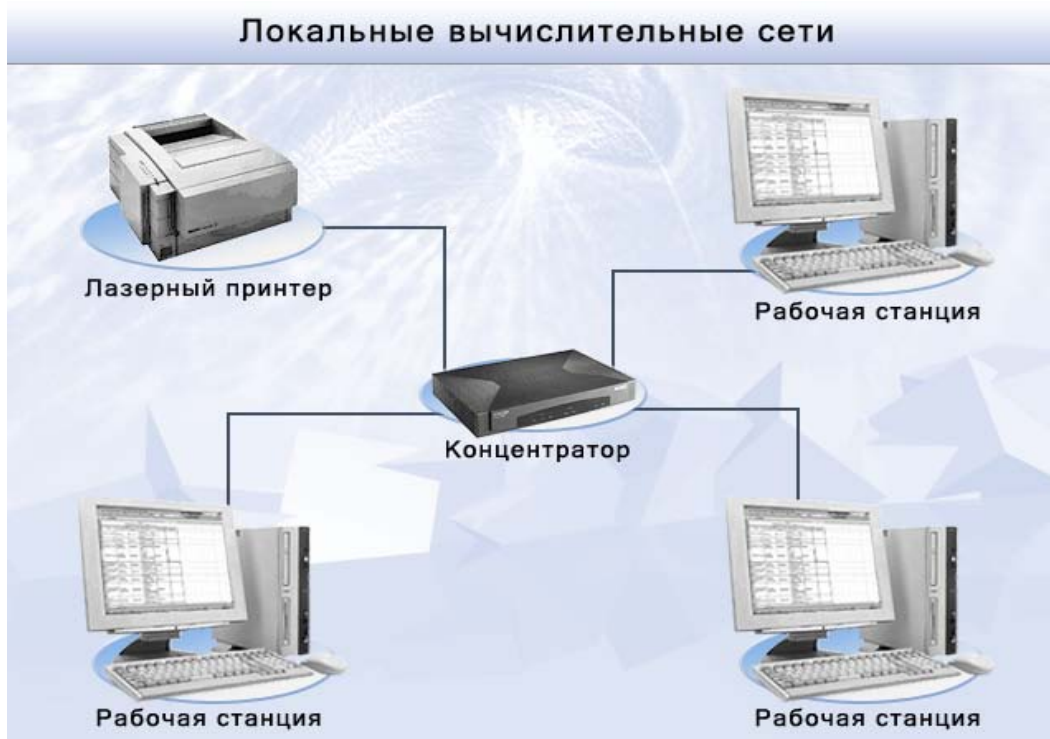 Локальные вычислительные сети
Лазерный принтер
Рабочая станция
Концентратор
Рабочая станция
Рабочая станция